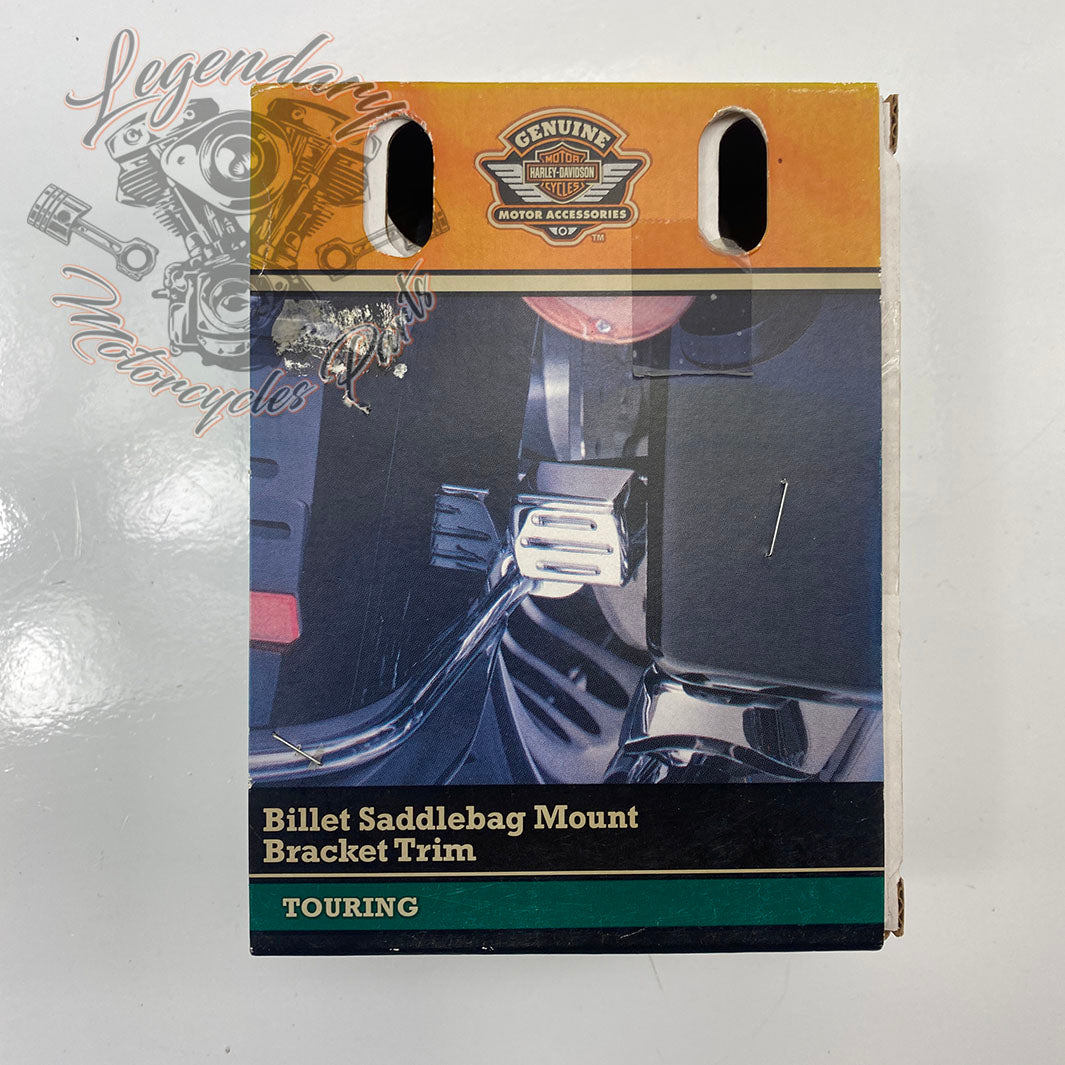 Legendary
Motorcycles Parts
GENUINE
MOTOR
HARLEY-DAVIDSON
CYCLES
MOTOR ACCESSORIES
TM
Billet Saddlebag Mount
Bracket Trim
TOURING